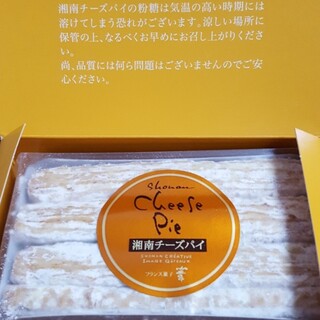 湘南チーズパイの粉糖は気温の高い時期には
溶けてしまう恐れがございます。涼しい場所に
保管の上、なるべくお早めにお召し上がりくだ
さい。
尚、品質には何ら問題はございませんのでご安
心ください。
Shonan
Cheese
Pie
湘南チーズパイ
フランス菓子